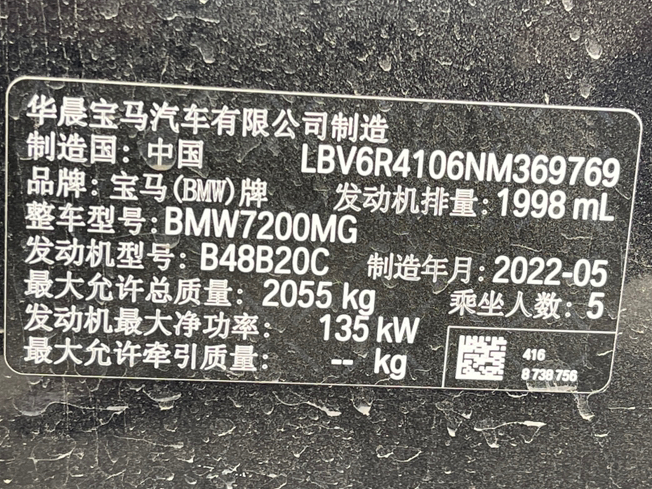 华晨宝马汽车有限公司制造
制造国：中国 LBV6R4106NM369769
品牌：宝马(BMW)牌 发动机排量：1998 mL
整车型号：BMW7200MG
发动机型号：B48B20C 制造年月：2022-05
最大允许总质量：2055 kg 乘坐人数：5
发动机最大净功率：135 kW
最大允许牵引质量：-- kg
416
8 738 756